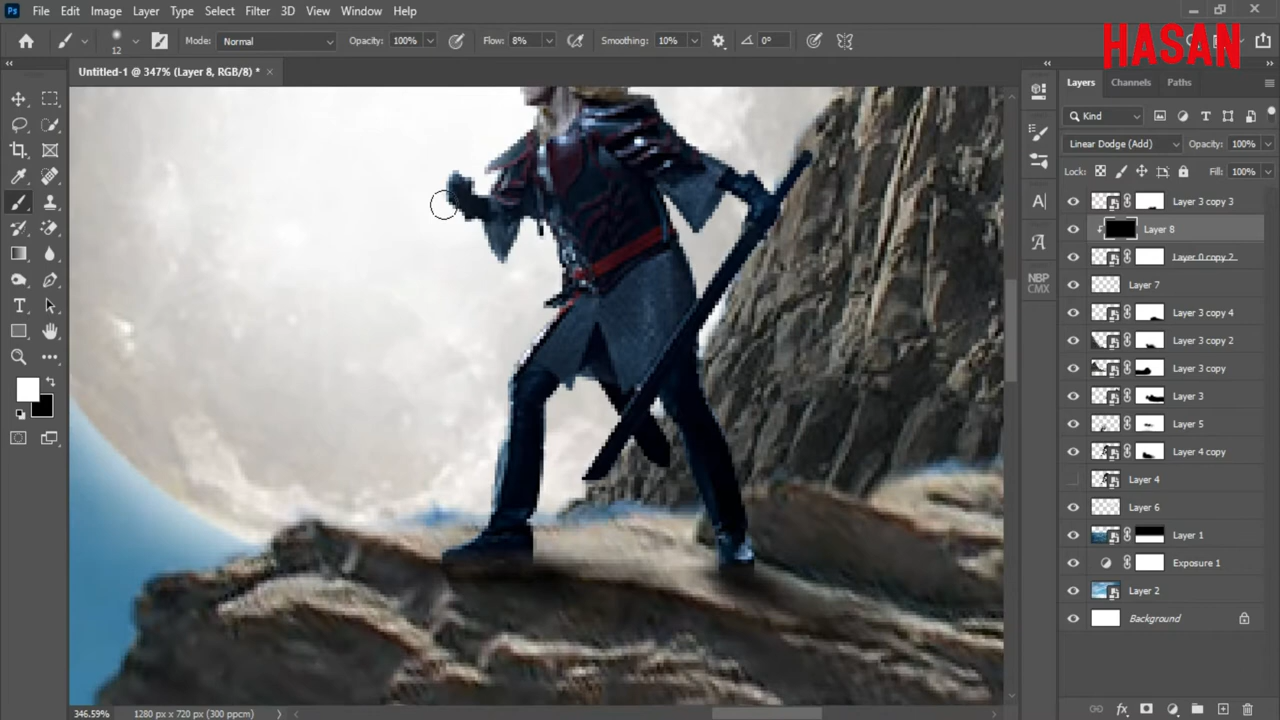 Ps File Edit Image Layer Type Select Filter 3D View Window Help
HASAN
12 Mode: Normal Opacity: 100% Flow: 8% Smoothing: 10% 0°
Untitled-1 @ 347% (Layer 8, RGB/8) *
Layers Channels Paths
Kind
Linear Dodge (Add) Opacity: 100%
Lock: Fill: 100%
Layer 3 copy 3
Layer 8
Layer 0 copy 2
Layer 7
Layer 3 copy 4
Layer 3 copy 2
Layer 3 copy
Layer 3
Layer 5
Layer 4 copy
Layer 4
Layer 6
Layer 1
Exposure 1
Layer 2
Background
NBP
CMX
346.59% 1280 px x 720 px (300 ppcm)